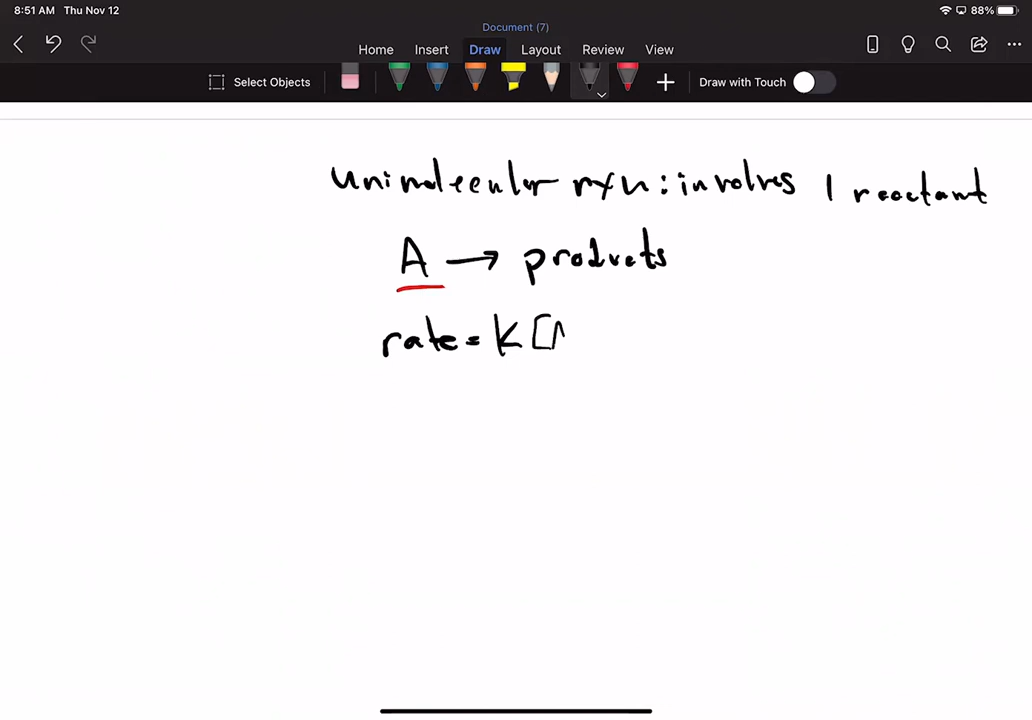 8:51 AM Thu Nov 12
88%
Document (7)
Home Insert Draw Layout Review View
Select Objects
Draw with Touch
unimolecular rxn: involves 1 reactant
A → products
rate = k [A